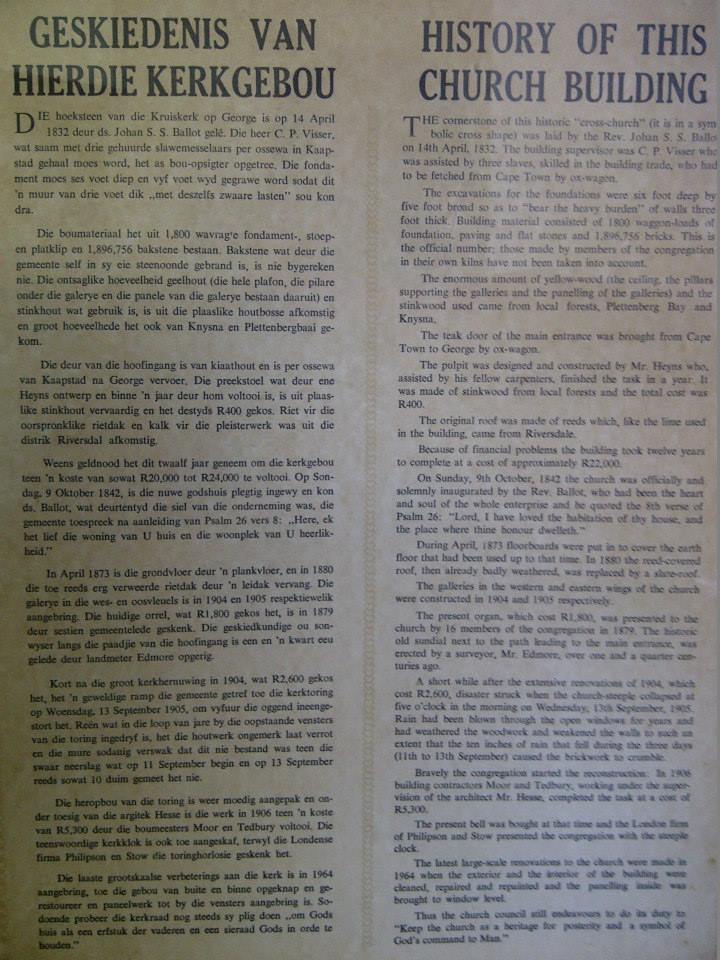 GESKIEDENIS VAN
HIERDIE KERKGEBOU
DIE hoeksteen van die Kruiskerk op George is op 14 April
1832 deur ds. Johan S. S. Ballot gelê. Die heer C. P. Visser,
wat saam met drie gehuurde slawemesselaars per ossewa in Kaap-
stad gehaal moes word, het as bou-opsigter opgetree. Die fonda-
ment moes ses voet diep en vyf voet wyd gegrawe word sodat dit
'n muur van drie voet dik „met deszelfs zwaare lasten” sou kon
dra.
Die boumateriaal het uit 1,800 wavragte fondament-, stoep-
en platklip en 1,896,756 bakstene bestaan. Bakstene wat deur die
gemeente self in sy eie steenoonde gebrand is, is nie bygereken
nie. Die ontsaglike hoeveelheid geelhout (die hele plafon, die pilare
onder die galerye en die panele van die galerye bestaan daaruit) en
stinkhout wat gebruik is, is uit die plaaslike houtbosse afkomstig
en groot hoeveelhede het ook van Knysna en Plettenbergbaai ge-
kom.
Die deur van die hoofingang is van kiaathout en is per ossewa
van Kaapstad na George vervoer. Die preekstoel wat deur ene
Heyns ontwerp en binne 'n jaar deur hom voltooi is, is uit plaas-
like stinkhout vervaardig en het destyds R400 gekos. Riet vir die
oorspronklike rietdak en kalk vir die pleisterwerk was uit die
distrik Riversdal afkomstig.
Weens geldnood het dit twaalf jaar geneem om die kerkgebou
teen 'n koste van sowat R20,000 tot R24,000 te voltooi. Op Son-
dag, 9 Oktober 1842, is die nuwe godshuis plegtig ingewy en kon
ds. Ballot, wat deurentyd die siel van die onderneming was, die
gemeente toespreek na aanleiding van Psalm 26 vers 8: „Here, ek
het lief die woning van U huis en die woonplek van U heerlik-
heid.”
In April 1873 is die grondvloer deur 'n plankvloer, en in 1880
die toe reeds erg verweerde rietdak deur 'n leidak vervang. Die
galerye in die wes- en oosvleuels is in 1904 en 1905 respektiewelik
aangebring. Die huidige orrel, wat R1,800 gekos het, is in 1879
deur sestien gemeentelede geskenk. Die geskiedkundige ou son-
wyser langs die paadjie van die hoofingang is een en 'n kwart eeu
gelede deur landmeter Edmore opgerig.
Kort na die groot kerkhernuwing in 1904, wat R2,600 gekos
het, het 'n geweldige ramp die gemeente getref toe die kerktoring
op Woensdag, 13 September 1905, om vyfuur die oggend ineenge-
stort het. Reën wat in die loop van jare by die oopstaande vensters
van die toring ingedryf is, het die houtwerk ongemerk laat verrot
en die mure sodanig verswak dat dit nie bestand was teen die
swaar neerslag wat op 11 September begin en op 13 September
reeds sowat 10 duim gemeet het nie.
Die heropbou van die toring is weer moedig aangepak en on-
der toesig van die argitek Hesse is die werk in 1906 teen 'n koste
van R5,300 deur die boumeesters Moor en Tedbury voltooi. Die
teenswoordige kerkklok is ook toe aangeskaf, terwyl die Londense
firma Philipson en Stow die toringhorlosie geskenk het.
Die laaste grootskaalse verbeterings aan die kerk is in 1964
aangebring, toe die gebou van buite en binne opgeknap en ge-
restoureer en paneelwerk tot by die vensters aangebring is. So-
doende probeer die kerkraad nog steeds sy plig doen „om Gods
huis als een erfstuk der vaderen en een sieraad Gods in orde te
houden.”
HISTORY OF THIS
CHURCH BUILDING
THE cornerstone of this historic "cross-church" (it is in a sym
bolic cross shape) was laid by the Rev. Johan S. S. Ballo
on 14th April, 1832. The building supervisor was C. P. Visser who
was assisted by three slaves, skilled in the building trade, who had
to be fetched from Cape Town by ox-wagon.
The excavations for the foundations were six foot deep by
five foot broad so as to "bear the heavy burden" of walls three
foot thick. Building material consisted of 1800 waggon-loads of
foundation, paving and flat stones and 1,896,756 bricks. This is
the official number; those made by members of the congregation
in their own kilns have not been taken into account.
The enormous amount of yellow-wood (the ceiling, the pillars
supporting the galleries and the panelling of the galleries) and the
stinkwood used came from local forests, Plettenberg Bay and
Knysna.
The teak door of the main entrance was brought from Cape
Town to George by ox-wagon.
The pulpit was designed and constructed by Mr. Heyns who,
assisted by his fellow carpenters, finished the task in a year. It
was made of stinkwood from local forests and the total cost was
R400.
The original roof was made of reeds which, like the lime used
in the building, came from Riversdale.
Because of financial problems the building took twelve years
to complete at a cost of approximately R22,000.
On Sunday, 9th October, 1842 the church was officially and
solemnly inaugurated by the Rev. Ballot, who had been the heart
and soul of the whole enterprise and he quoted the 8th verse of
Psalm 26: "Lord, I have loved the habitation of thy house, and
the place where thine honour dwelleth."
During April, 1873 floorboards were put in to cover the earth
floor that had been used up to that time. In 1880 the reed-covered
roof, then already badly weathered, was replaced by a slate-roof.
The galleries in the western and eastern wings of the church
were constructed in 1904 and 1905 respectively.
The present organ, which cost R1,800, was presented to the
church by 16 members of the congregation in 1879. The historic
old sundial next to the path leading to the main entrance, was
erected by a surveyor, Mr. Edmore, over one and a quarter cen-
turies ago.
A short while after the extensive renovations of 1904, which
cost R2,600, disaster struck when the church-steeple collapsed at
five o'clock in the morning on Wednesday, 13th September, 1905.
Rain had been blown through the open windows for years and
had weathered the woodwork and weakened the walls to such an
extent that the ten inches of rain that fell during the three days
(11th to 13th September) caused the brickwork to crumble.
Bravely the congregation started the reconstruction: In 1906
building contractors Moor and Tedbury, working under the super-
vision of the architect Mr. Hesse, completed the task at a cost of
R5,300.
The present bell was bought at that time and the London firm
of Philipson and Stow presented the congregation with the steeple
clock.
The latest large-scale renovations to the church were made in
1964 when the exterior and the interior of the building were
cleaned, repaired and repainted and the panelling inside was
brought to window level.
Thus the church council still endeavours to do its duty to
"Keep the church as a heritage for posterity and a symbol of
God's command to Man."